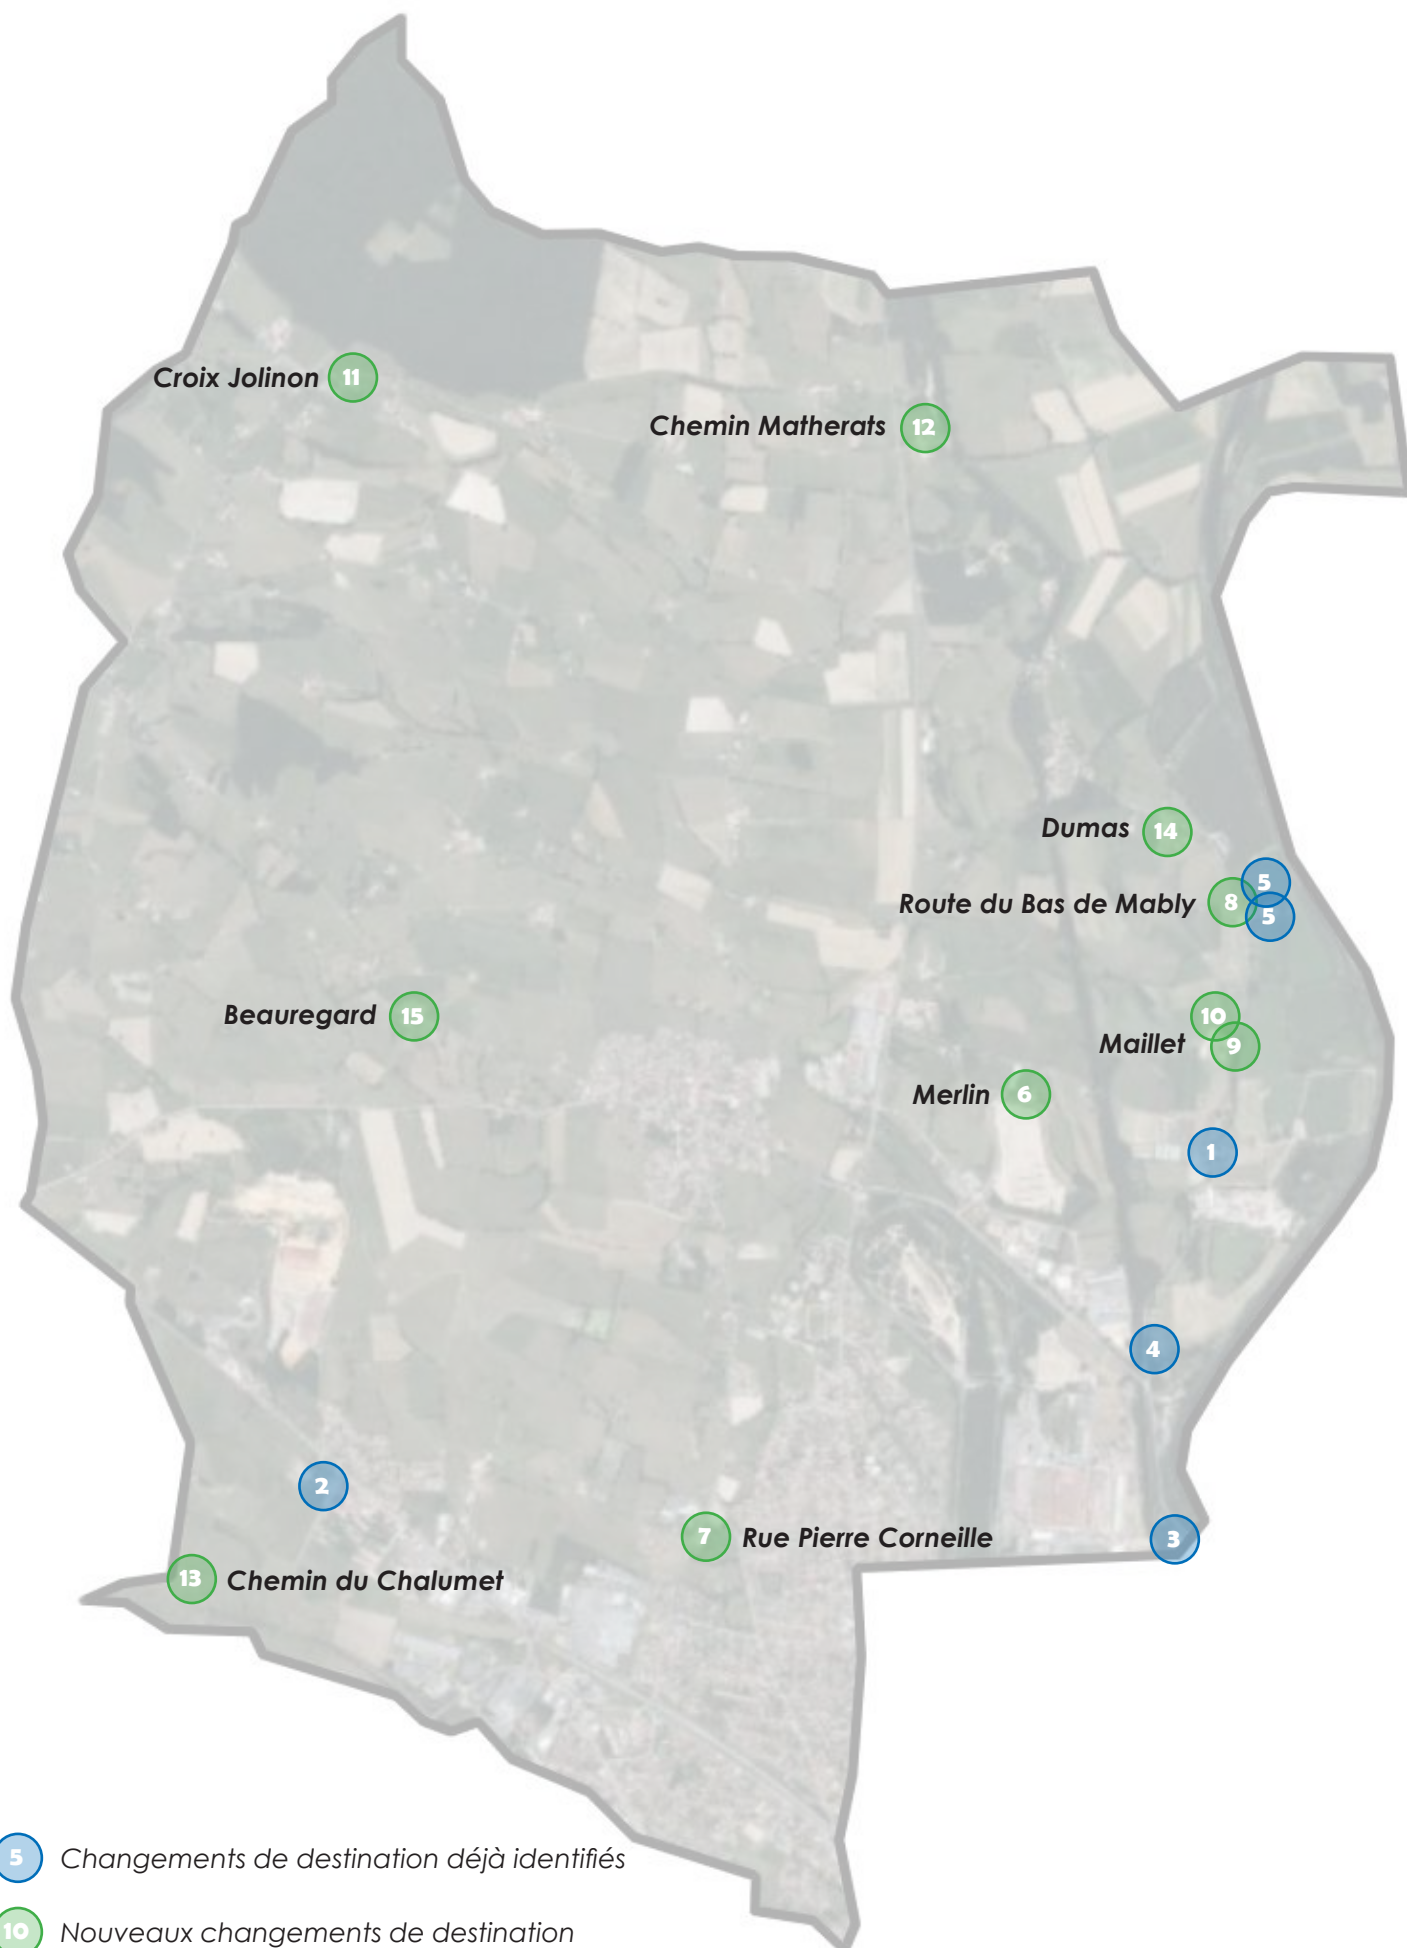 Croix Jolinon 11
Chemin Matherats 12
Dumas 14
5
Route du Bas de Mably 8
5
Beauregard 15
10
Maillet 9
Merlin 6
1
4
2
7 Rue Pierre Corneille
3
13 Chemin du Chalumet
5 Changements de destination déjà identifiés
10 Nouveaux changements de destination